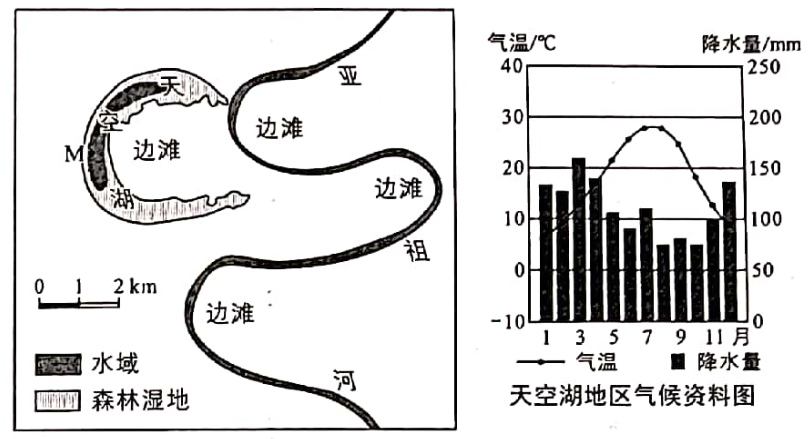 天
空
M
湖
边滩
亚
边滩
边滩
祖
边滩
河
0 1 2 km
水域
森林湿地
气温/℃
降水量/mm
40
30
20
10
0
-10
250
200
150
100
50
0
1 3 5 7 9 11 月
气温 降水量
天空湖地区气候资料图